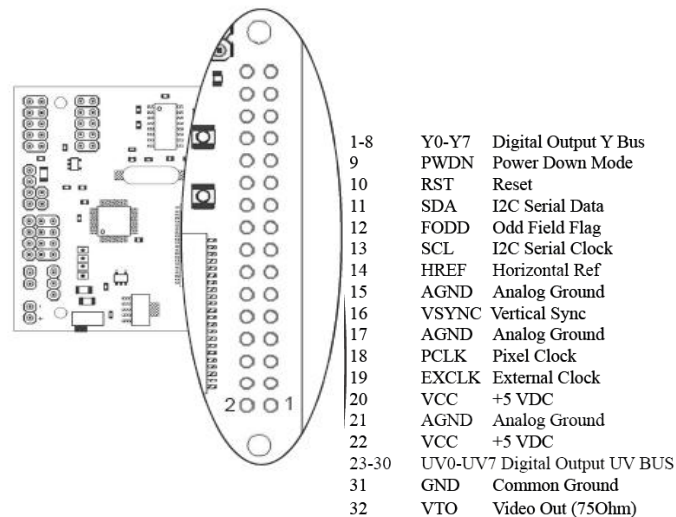 1-8 Y0-Y7 Digital Output Y Bus
9 PWDN Power Down Mode
10 RST Reset
11 SDA I2C Serial Data
12 FODD Odd Field Flag
13 SCL I2C Serial Clock
14 HREF Horizontal Ref
15 AGND Analog Ground
16 VSYNC Vertical Sync
17 AGND Analog Ground
18 PCLK Pixel Clock
19 EXCLK External Clock
20 VCC +5 VDC
21 AGND Analog Ground
22 VCC +5 VDC
23-30 UV0-UV7 Digital Output UV BUS
31 GND Common Ground
32 VTO Video Out (75Ohm)
2 1